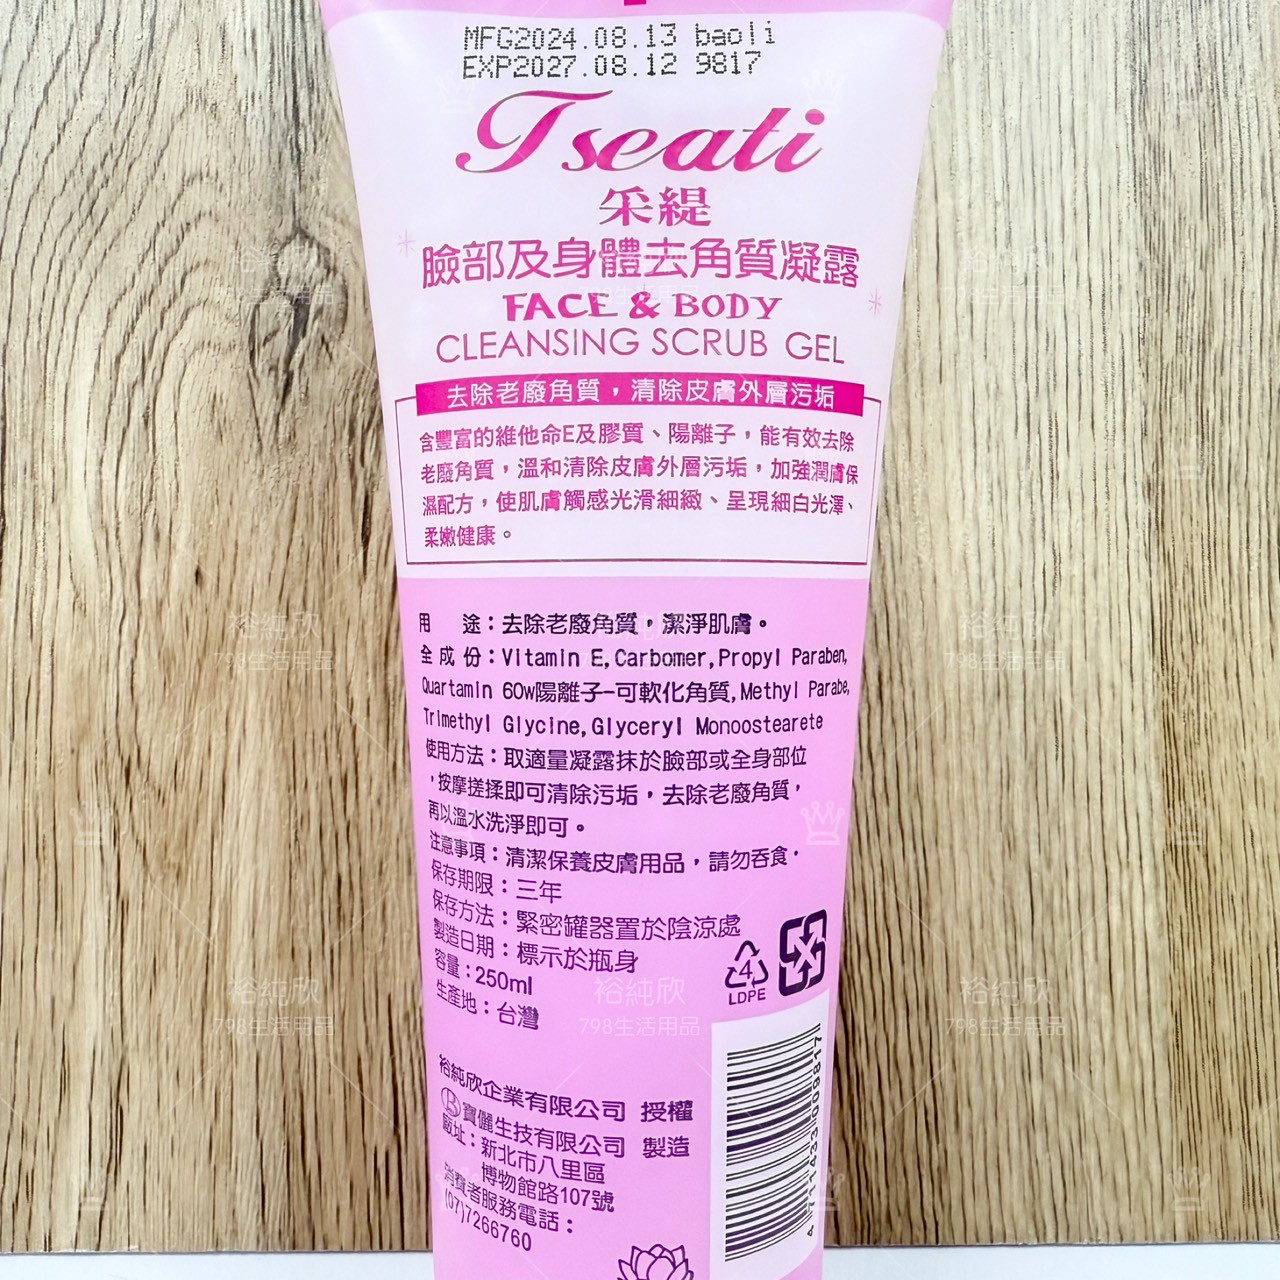 MFG2024.08.13 baoli
EXP2027.08.12 9817
Tseati
采緹
臉部及身體去角質凝露
FACE & BODY
CLEANSING SCRUB GEL
去除老廢角質，清除皮膚外層污垢
含豐富的維他命E及膠質、陽離子，能有效去除
老廢角質，溫和清除皮膚外層污垢，加強潤膚保
濕配方，使肌膚觸感光滑細緻、呈現細白光澤、
柔嫩健康。
用　途：去除老廢角質，潔淨肌膚。
全成份：Vitamin E,Carbomer,Propyl Paraben,
Quartamin 60w陽離子-可軟化角質,Methyl Parabe,
Trimethyl Glycine,Glyceryl Monoostearete
使用方法：取適量凝露抹於臉部或全身部位
，按摩搓揉即可清除污垢，去除老廢角質，
再以溫水洗淨即可。
注意事項：清潔保養皮膚用品，請勿吞食.
保存期限：三年
保存方法：緊密罐器置於陰涼處
製造日期：標示於瓶身
容量：250ml
生產地：台灣
4
LDPE
裕純欣企業有限公司 授權
寶儷生技有限公司 製造
廠址：新北市八里區
博物館路107號
消費者服務電話：
(07)7266760
裕純欣
798生活用品